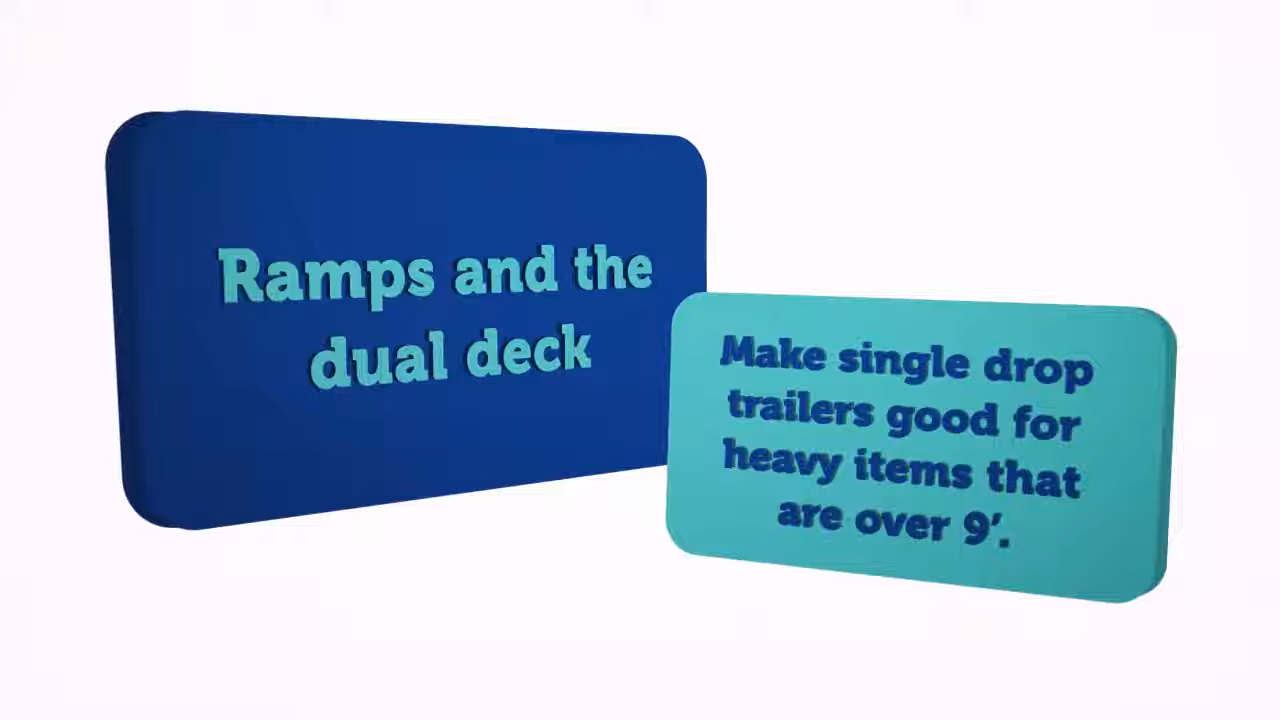 Ramps and the
dual deck
Make single drop
trailers good for
heavy items that
are over 9’.